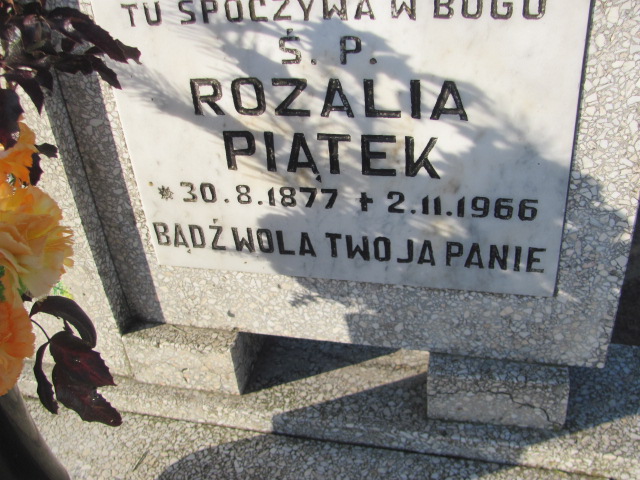 TU SPOCZYWA W BOGU
Ś. P.
ROZALIA
PIĄTEK
* 30.8.1877 ✝ 2.11.1966
BĄDŹ WOLA TWOJA PANIE